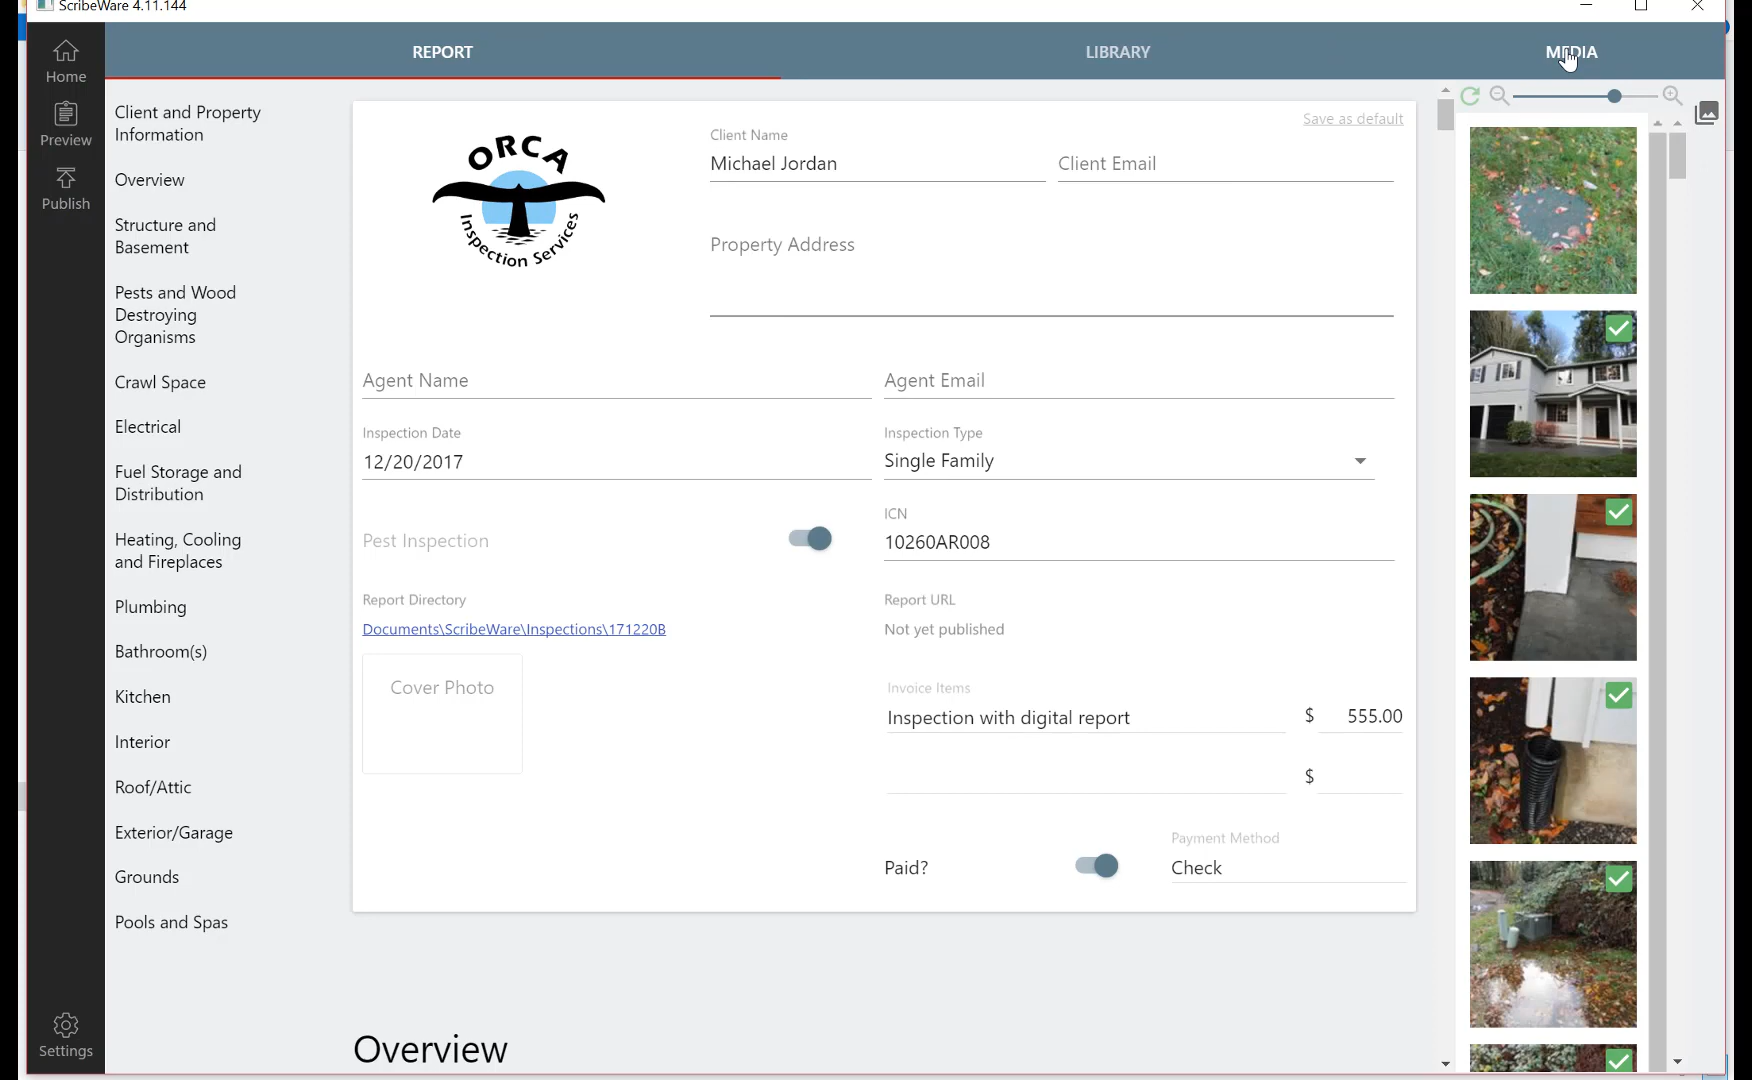 ScribeWare 4.11.144
REPORT
LIBRARY
MEDIA
Home
Preview
Publish
Settings
Client and Property
Information
Overview
Structure and
Basement
Pests and Wood
Destroying
Organisms
Crawl Space
Electrical
Fuel Storage and
Distribution
Heating, Cooling
and Fireplaces
Plumbing
Bathroom(s)
Kitchen
Interior
Roof/Attic
Exterior/Garage
Grounds
Pools and Spas
ORCA
Inspection Services
Save as default
Client Name
Michael Jordan
Client Email
Property Address
Agent Name
Agent Email
Inspection Date
12/20/2017
Inspection Type
Single Family
Pest Inspection
ICN
10260AR008
Report Directory
Documents\ScribeWare\Inspections\171220B
Report URL
Not yet published
Cover Photo
Invoice Items
Inspection with digital report $ 555.00
$
Paid?
Payment Method
Check
Overview